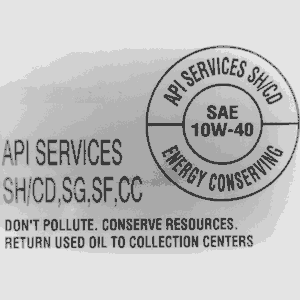 API SERVICES SH/CD
SAE
10W-40
ENERGY CONSERVING
API SERVICES
SH/CD,SG,SF,CC
DON'T POLLUTE. CONSERVE RESOURCES.
RETURN USED OIL TO COLLECTION CENTERS